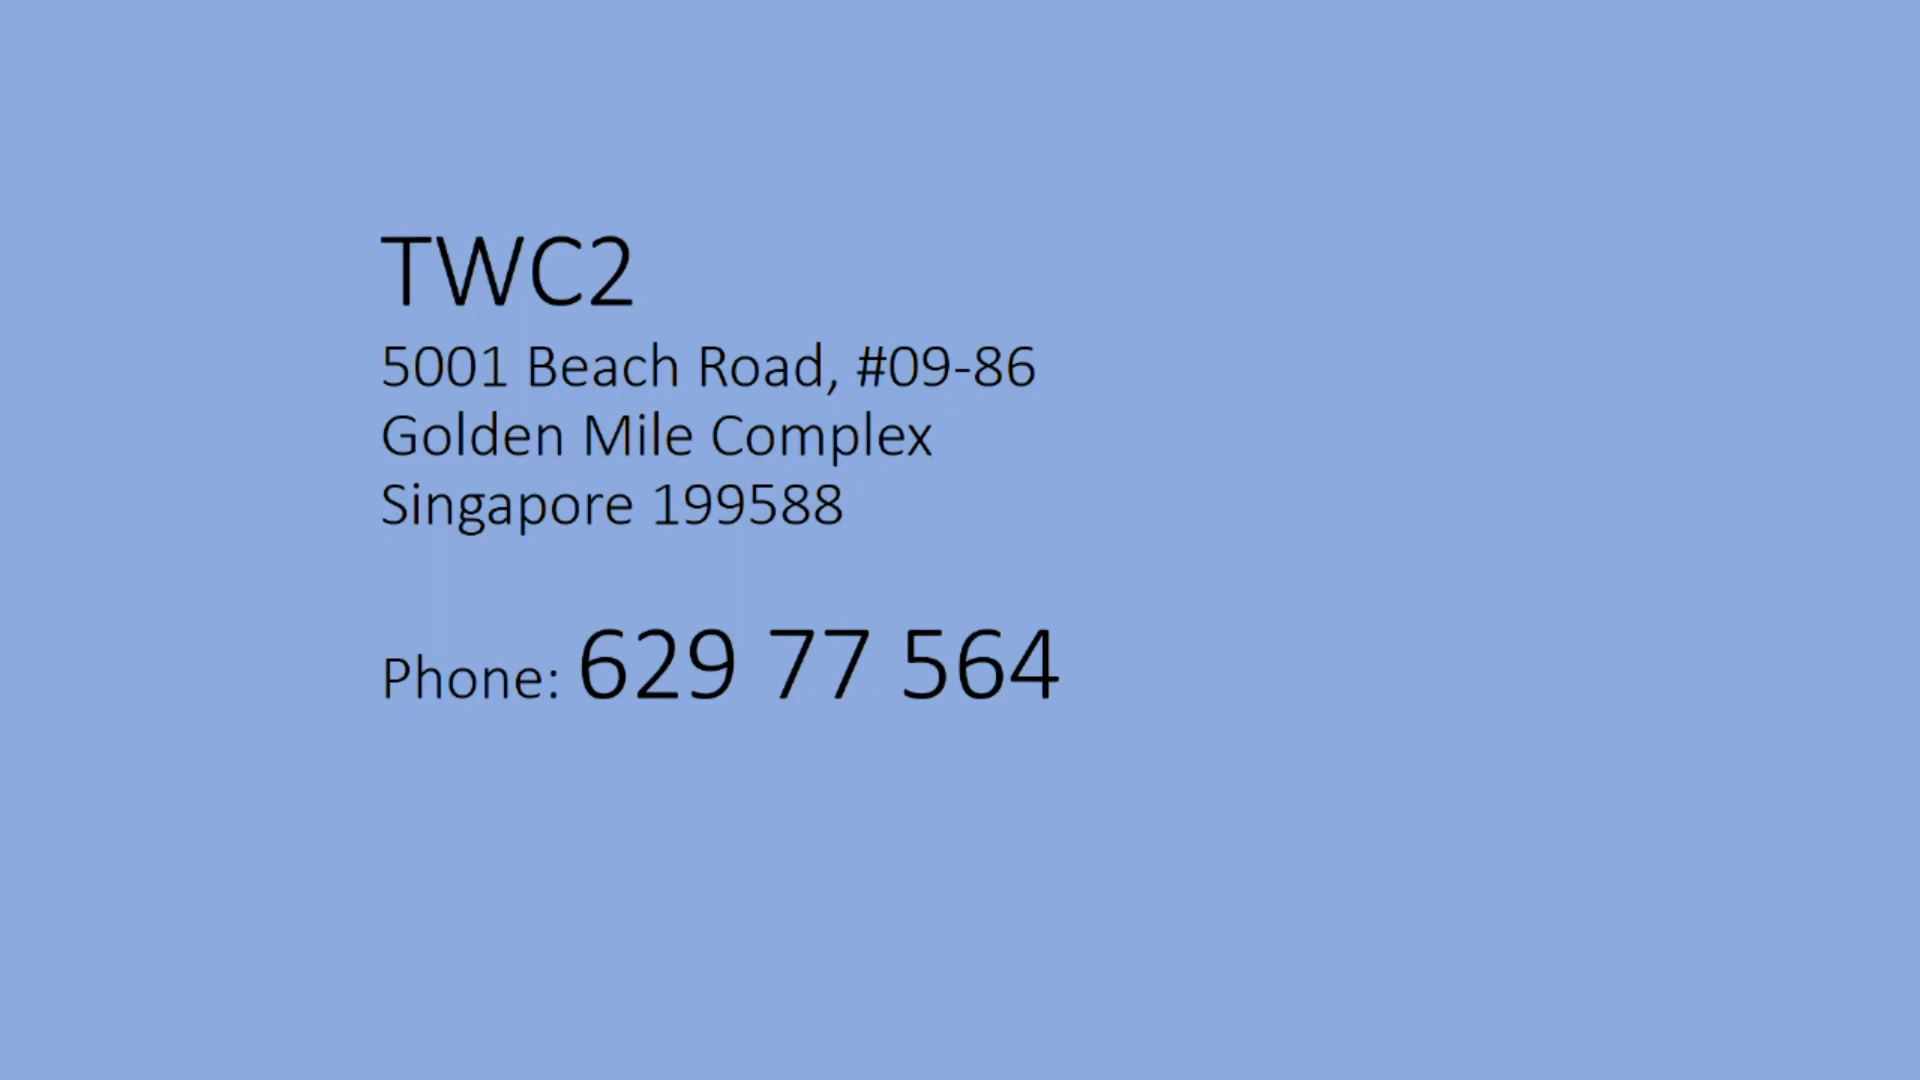 TWC2
5001 Beach Road, #09-86
Golden Mile Complex
Singapore 199588
Phone: 629 77 564